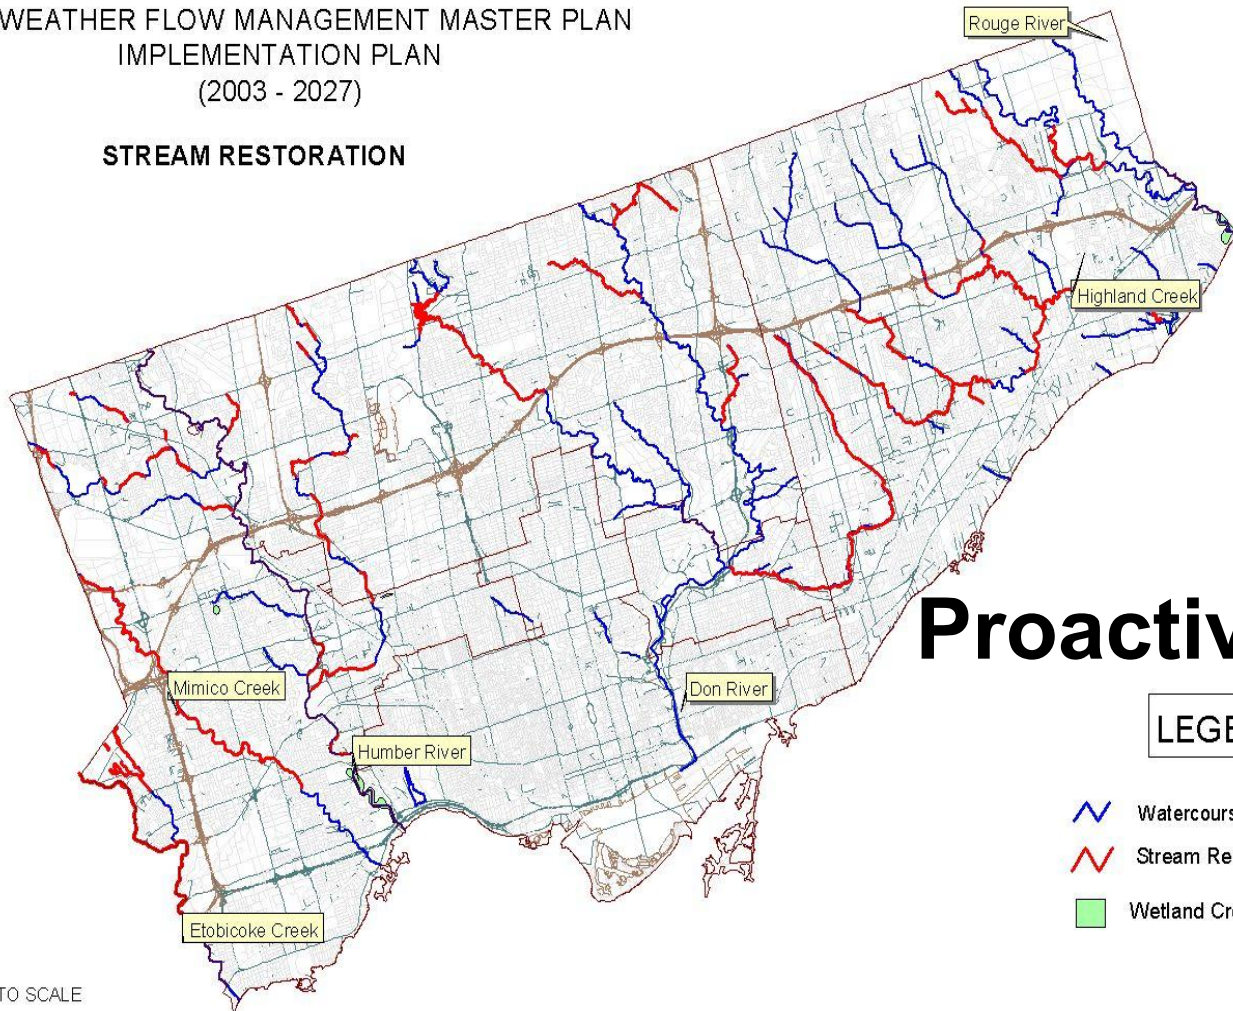 WEATHER FLOW MANAGEMENT MASTER PLAN
IMPLEMENTATION PLAN
(2003 - 2027)
STREAM RESTORATION
Rouge River
Highland Creek
Proactiv
Mimico Creek
Don River
LEGE
Humber River
Watercours
Stream Re
Wetland Cr
Etobicoke Creek
TO SCALE